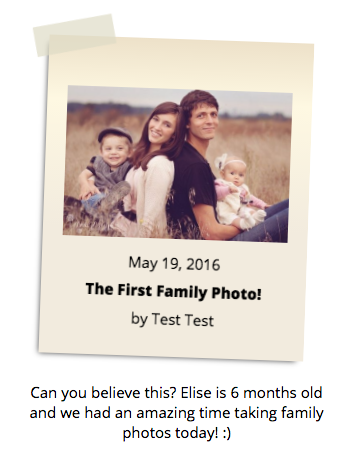 May 19, 2016
The First Family Photo!
by Test Test
Can you believe this? Elise is 6 months old
and we had an amazing time taking family
photos today! :)